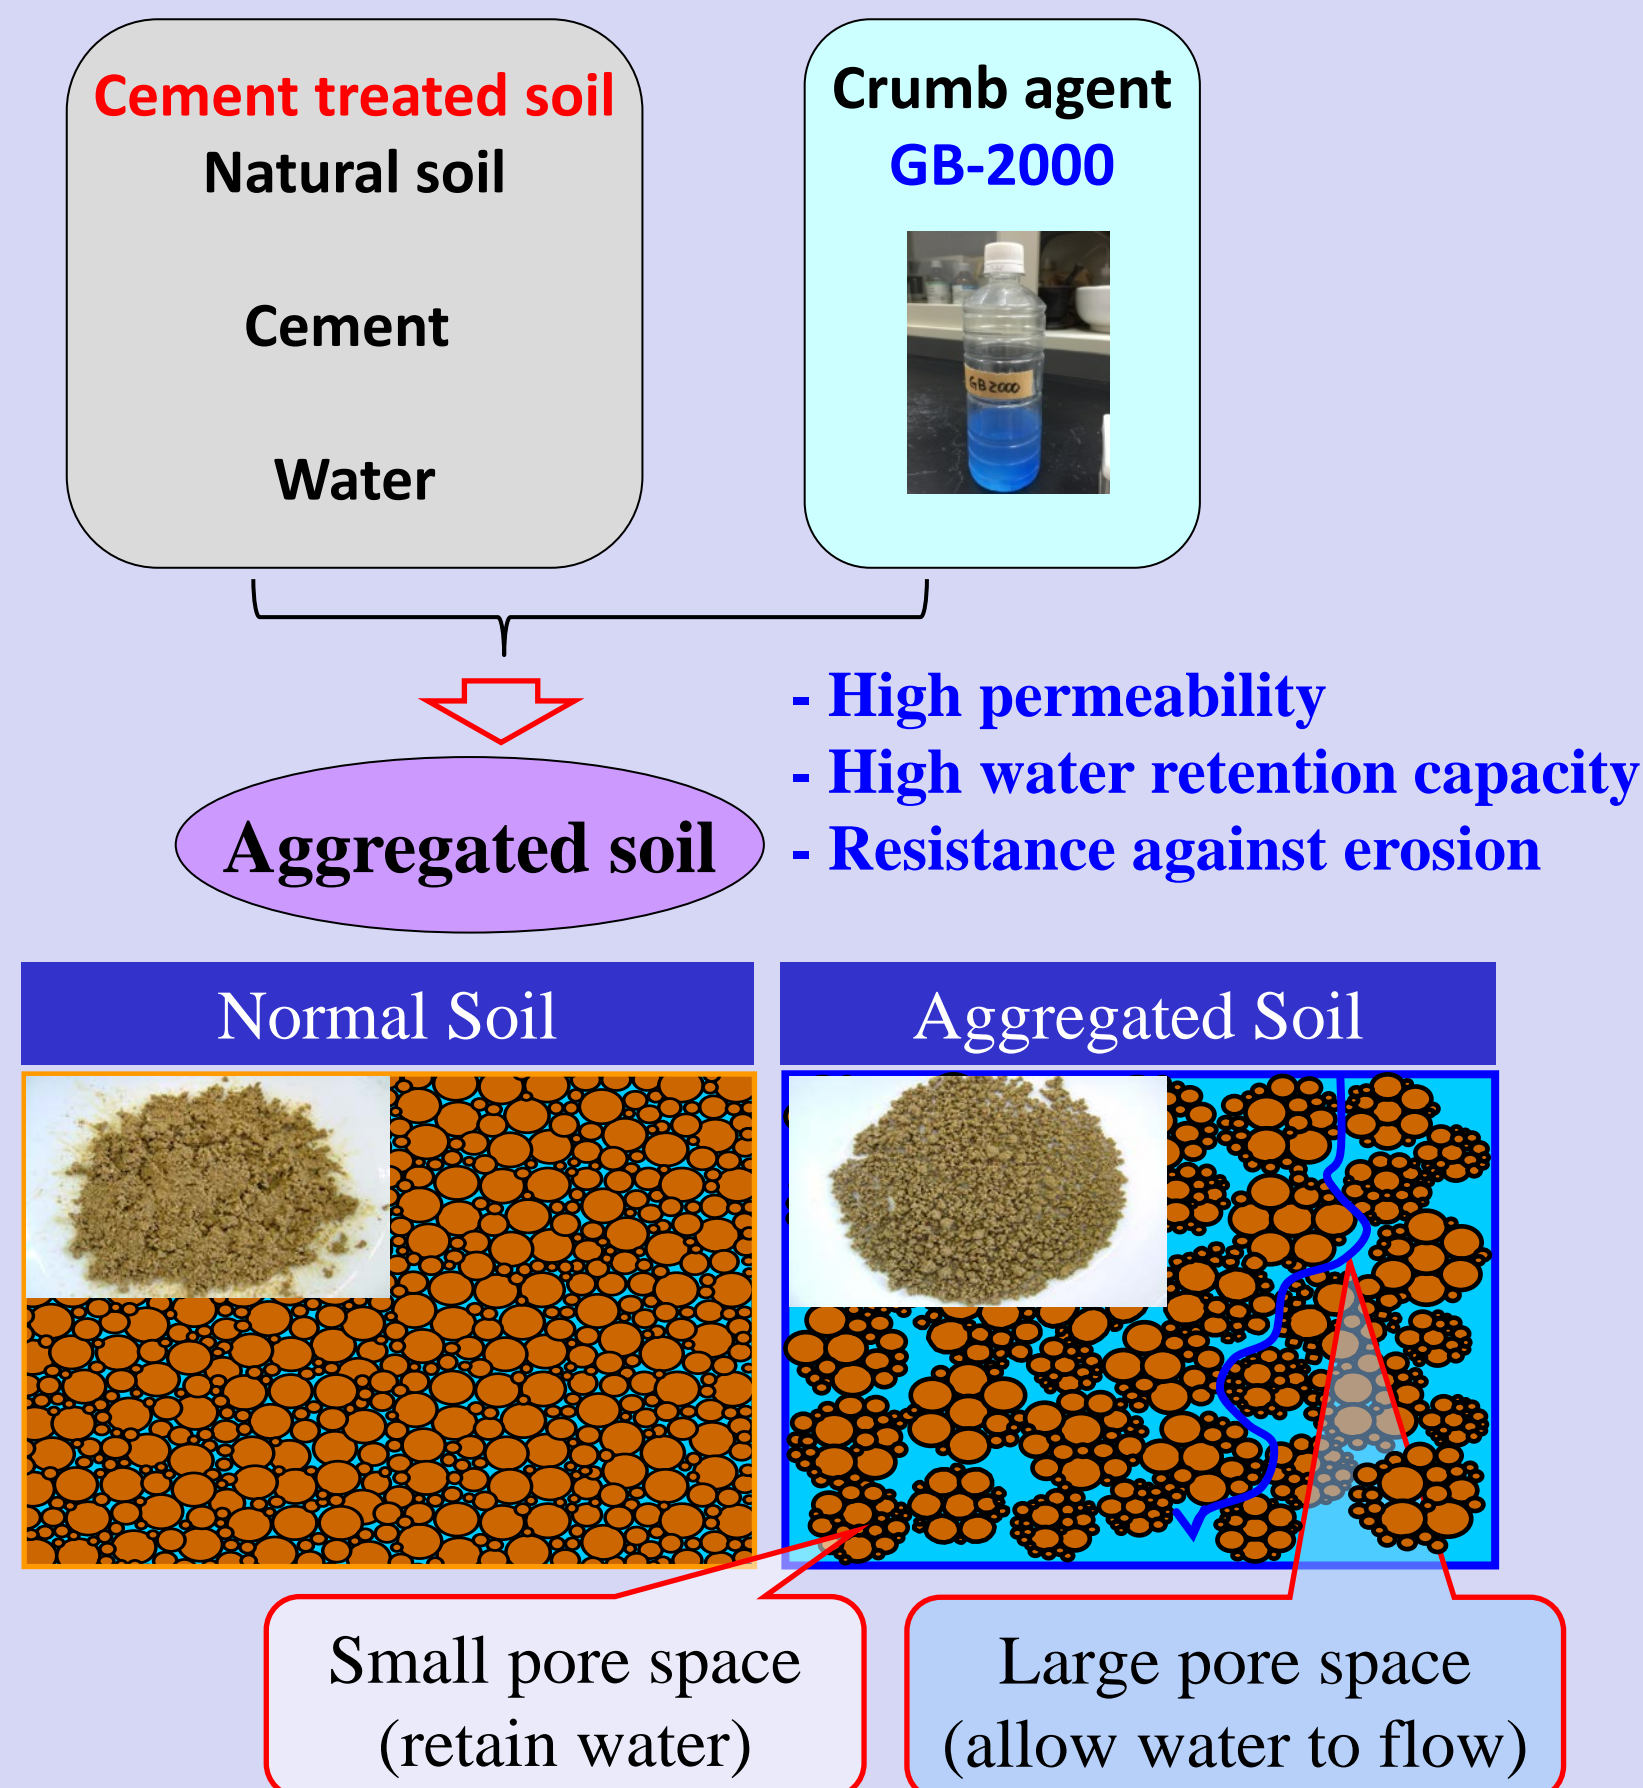 Cement treated soil
Natural soil
Cement
Water
Crumb agent
GB-2000
GB 2000
- High permeability
- High water retention capacity
- Resistance against erosion
Aggregated soil
Normal Soil
Aggregated Soil
Small pore space
(retain water)
Large pore space
(allow water to flow)